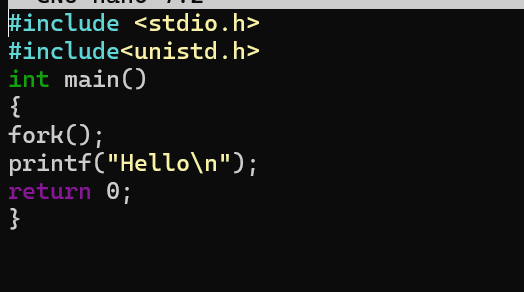 #include <stdio.h>
#include<unistd.h>
int main()
{
fork();
printf("Hello\n");
return 0;
}